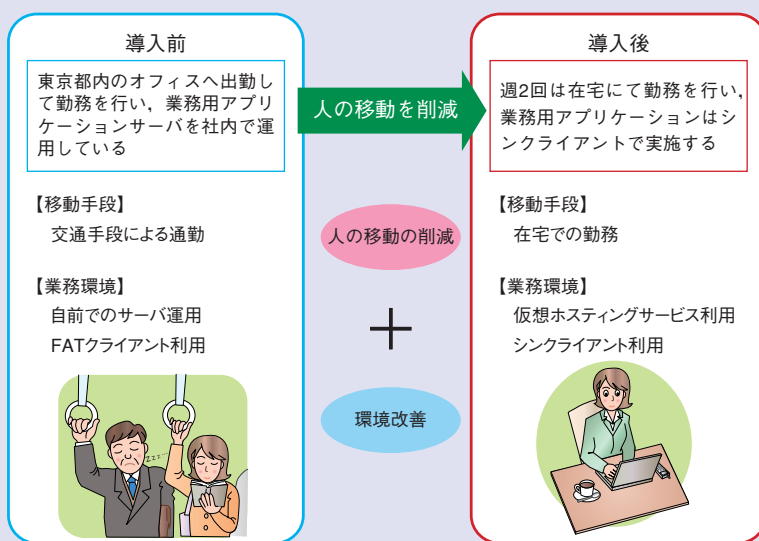 導入前
東京都内のオフィスへ出勤し
て勤務を行い，業務用アプリ
ケーションサーバを社内で運
用している
【移動手段】
交通手段による通勤
【業務環境】
自前でのサーバ運用
FATクライアント利用
zzz…
人の移動を削減
人の移動の削減
＋
環境改善
導入後
週2回は在宅にて勤務を行い，
業務用アプリケーションはシ
ンクライアントで実施する
【移動手段】
在宅での勤務
【業務環境】
仮想ホスティングサービス利用
シンクライアント利用